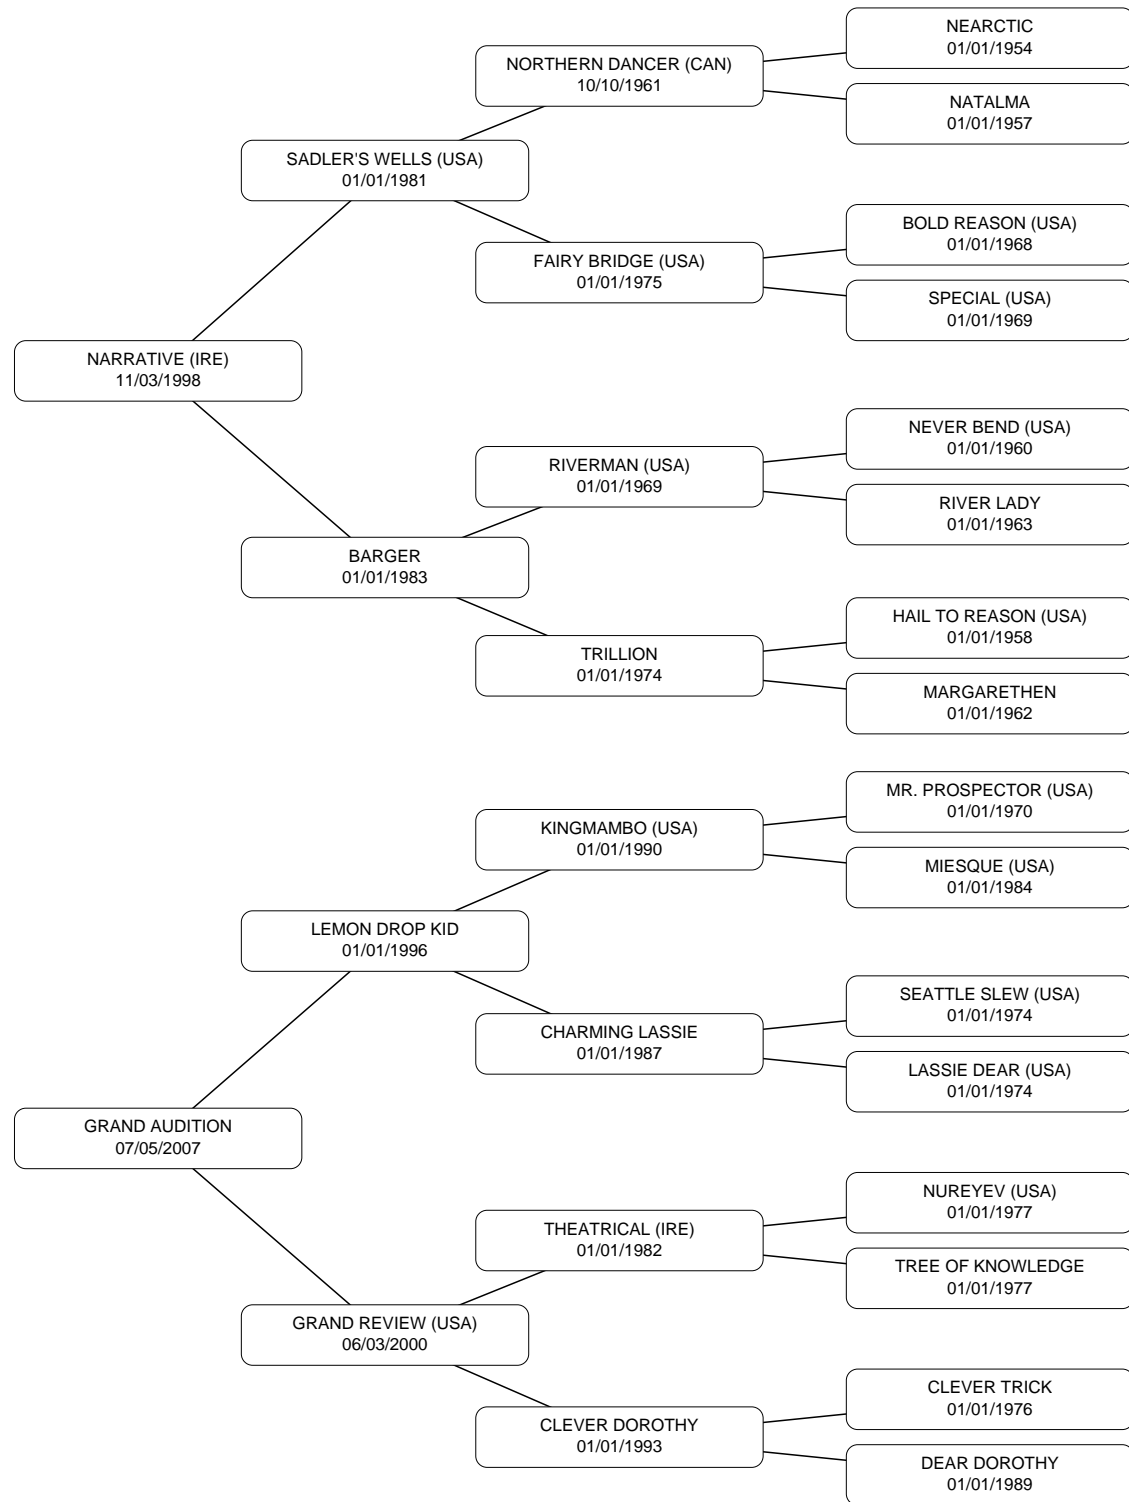 NEARCTIC
01/01/1954
NORTHERN DANCER (CAN)
10/10/1961
NATALMA
01/01/1957
SADLER'S WELLS (USA)
01/01/1981
BOLD REASON (USA)
01/01/1968
FAIRY BRIDGE (USA)
01/01/1975
SPECIAL (USA)
01/01/1969
NARRATIVE (IRE)
11/03/1998
NEVER BEND (USA)
01/01/1960
RIVERMAN (USA)
01/01/1969
RIVER LADY
01/01/1963
BARGER
01/01/1983
HAIL TO REASON (USA)
01/01/1958
TRILLION
01/01/1974
MARGARETHEN
01/01/1962
MR. PROSPECTOR (USA)
01/01/1970
KINGMAMBO (USA)
01/01/1990
MIESQUE (USA)
01/01/1984
LEMON DROP KID
01/01/1996
SEATTLE SLEW (USA)
01/01/1974
CHARMING LASSIE
01/01/1987
LASSIE DEAR (USA)
01/01/1974
GRAND AUDITION
07/05/2007
NUREYEV (USA)
01/01/1977
THEATRICAL (IRE)
01/01/1982
TREE OF KNOWLEDGE
01/01/1977
GRAND REVIEW (USA)
06/03/2000
CLEVER TRICK
01/01/1976
CLEVER DOROTHY
01/01/1993
DEAR DOROTHY
01/01/1989